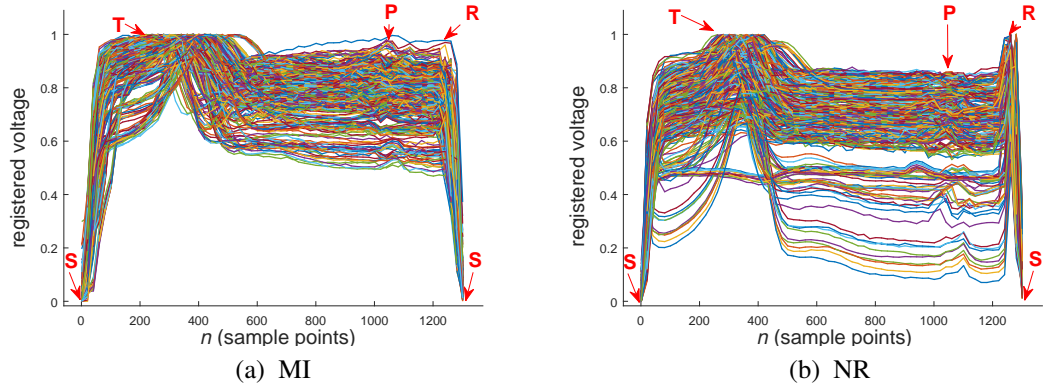 T
P
R
S
S
1
0.8
0.6
0.4
0.2
0
0 200 400 600 800 1000 1200
registered voltage
n (sample points)
(a) MI
T
P
R
S
S
1
0.8
0.6
0.4
0.2
0
0 200 400 600 800 1000 1200
registered voltage
n (sample points)
(b) NR